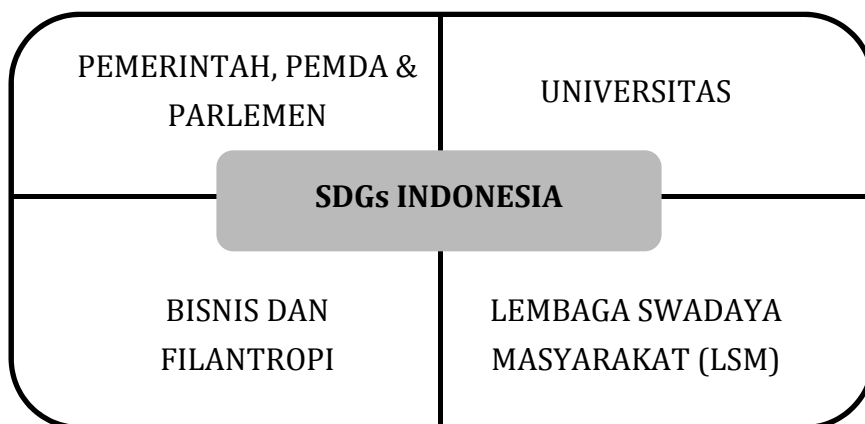 PEMERINTAH, PEMDA &
PARLEMEN
UNIVERSITAS
SDGs INDONESIA
BISNIS DAN
FILANTROPI
LEMBAGA SWADAYA
MASYARAKAT (LSM)